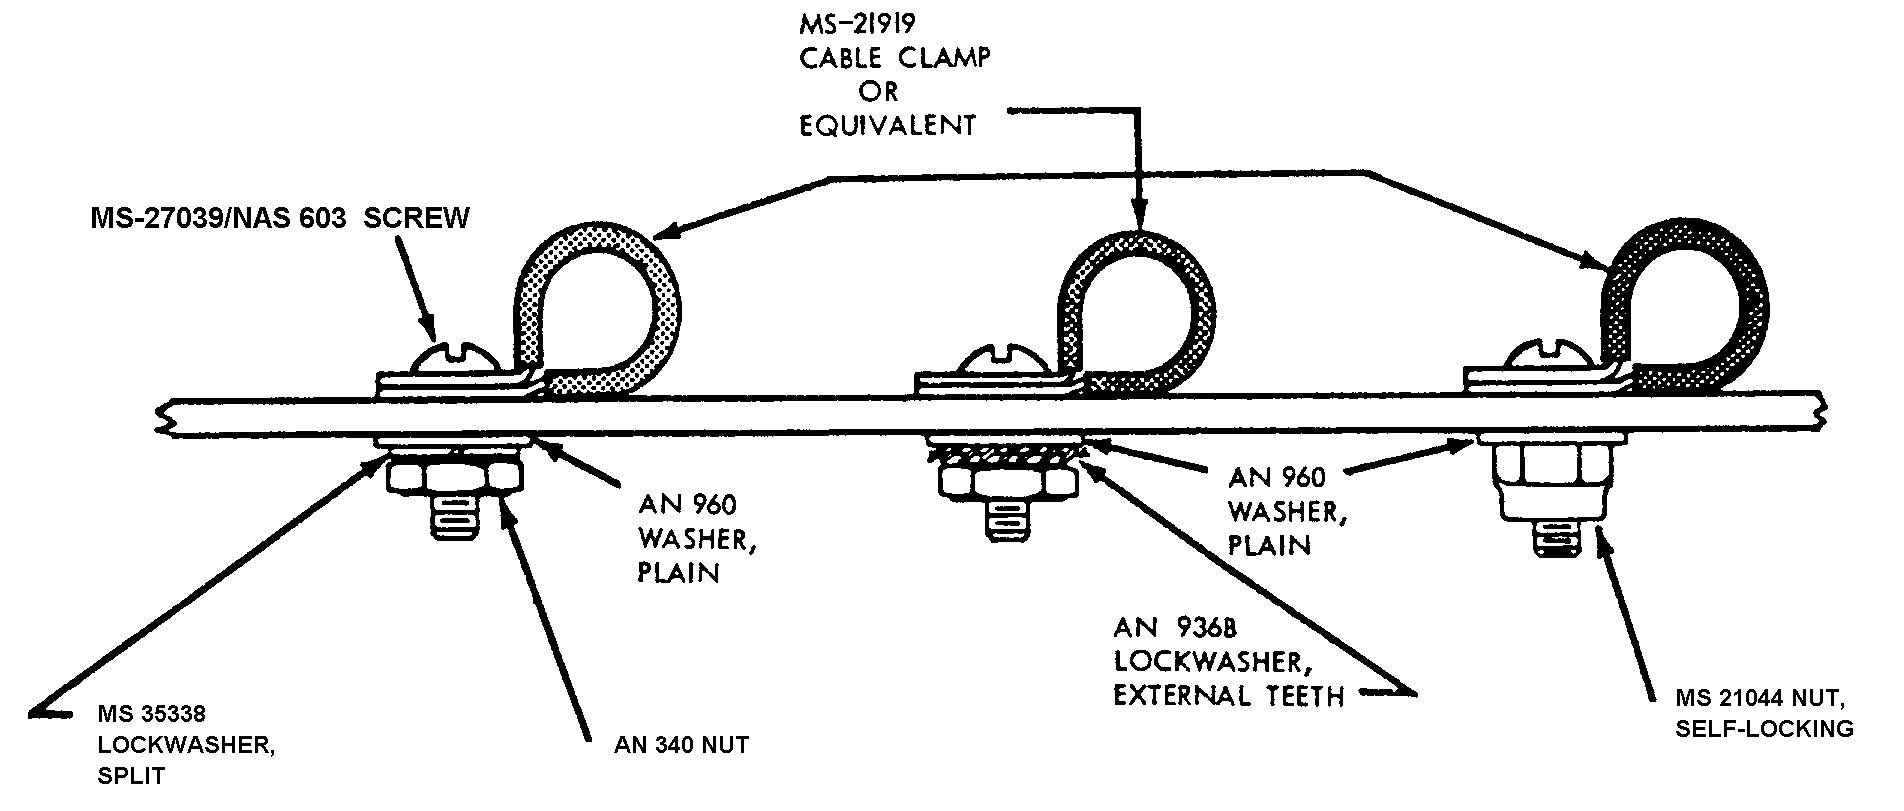 MS-21919
CABLE CLAMP
OR
EQUIVALENT
MS-27039/NAS 603 SCREW
AN 960
WASHER,
PLAIN
AN 960
WASHER,
PLAIN
AN 936B
LOCKWASHER,
EXTERNAL TEETH
MS 35338
LOCKWASHER,
SPLIT
AN 340 NUT
MS 21044 NUT,
SELF-LOCKING